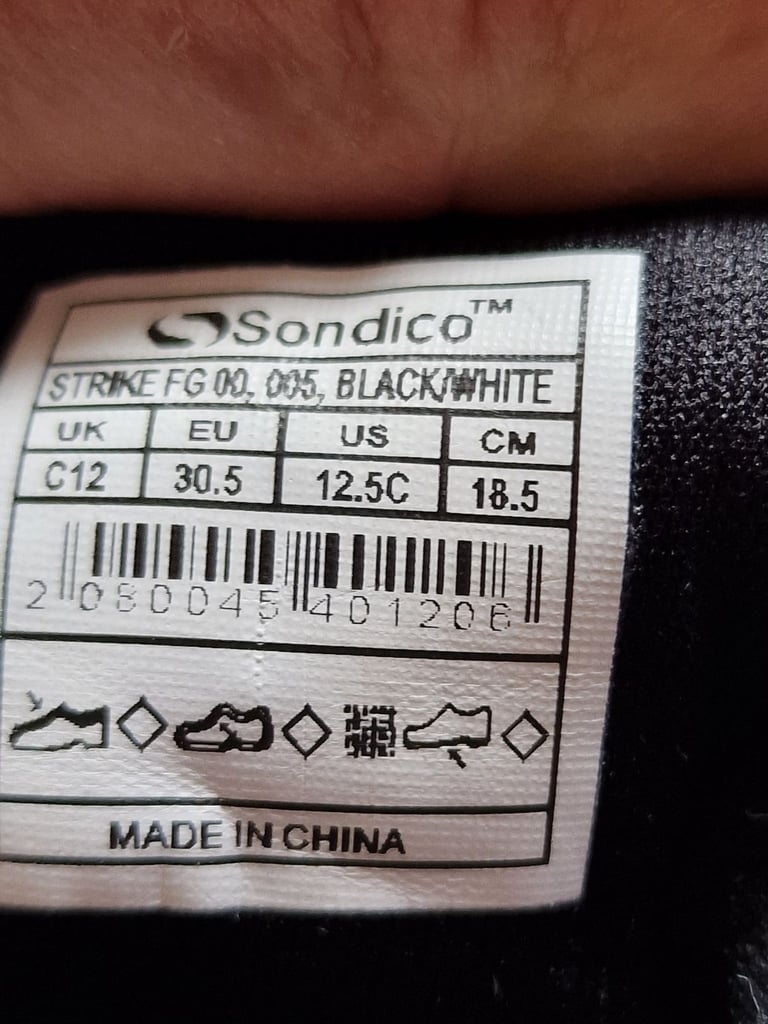 Sondico™
STRIKE FG 00, 005, BLACK/WHITE
UK EU US CM
C12 30.5 12.5C 18.5
2 080045 401206
MADE IN CHINA